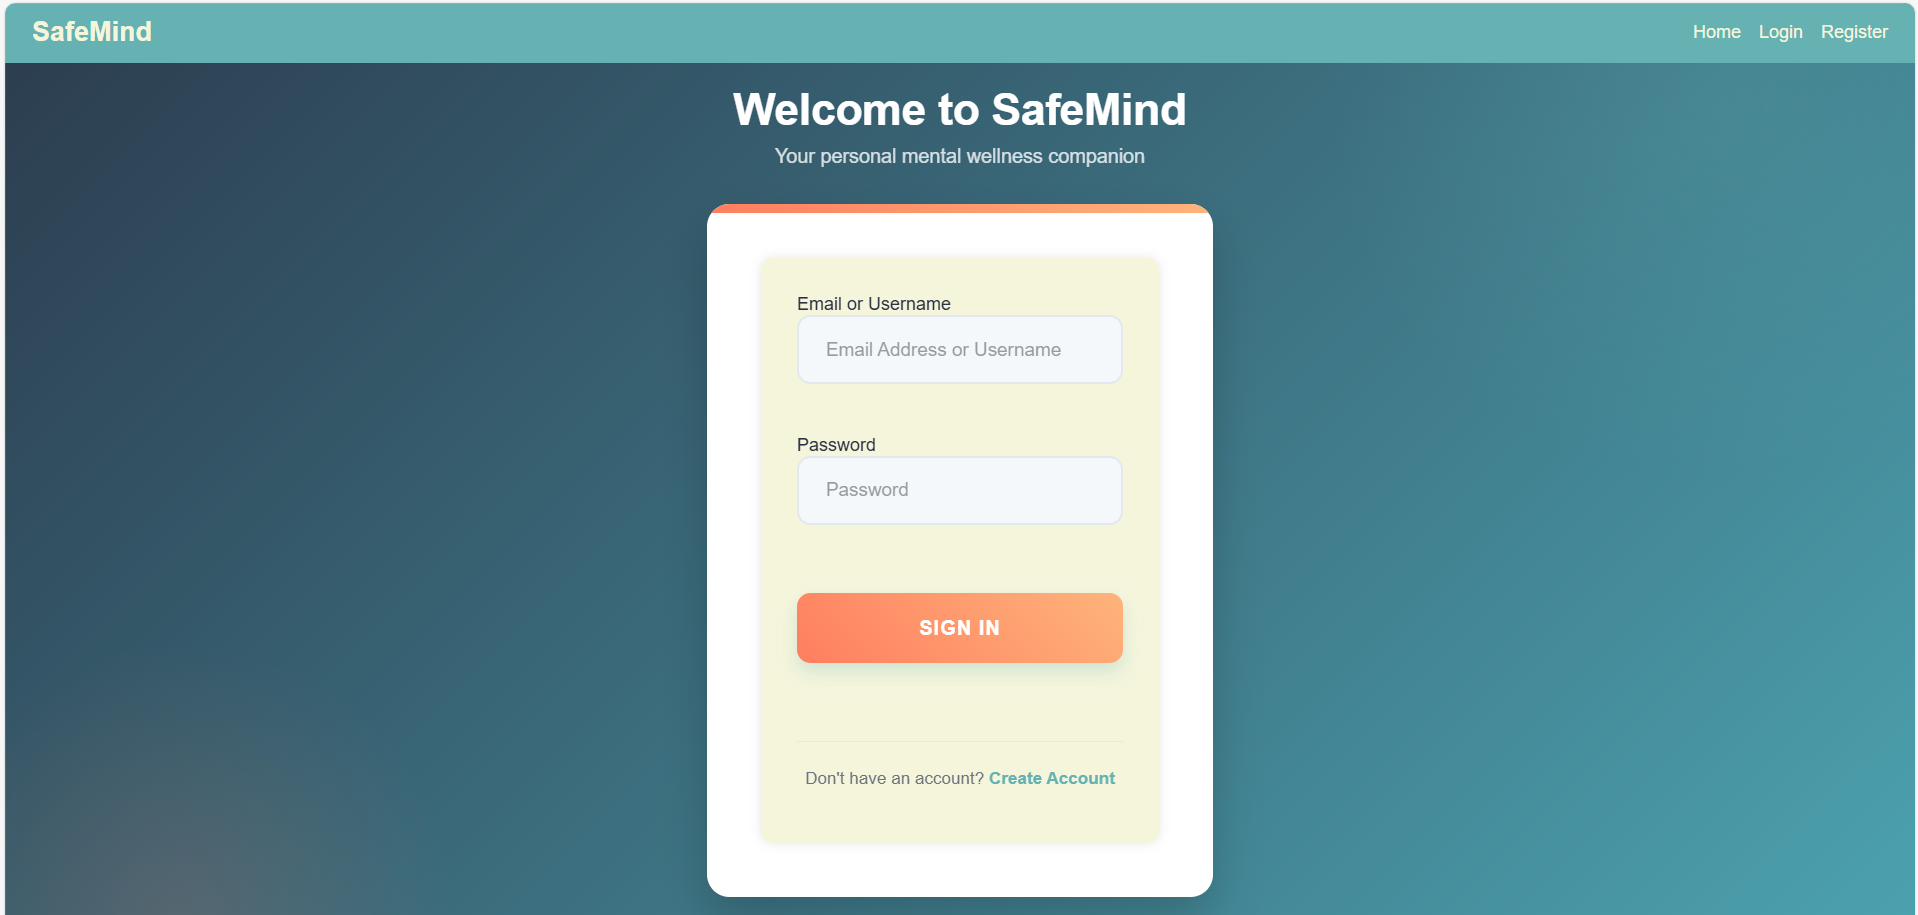 SafeMind
Home Login Register
Welcome to SafeMind
Your personal mental wellness companion
Email or Username
Email Address or Username
Password
Password
SIGN IN
Don't have an account? Create Account